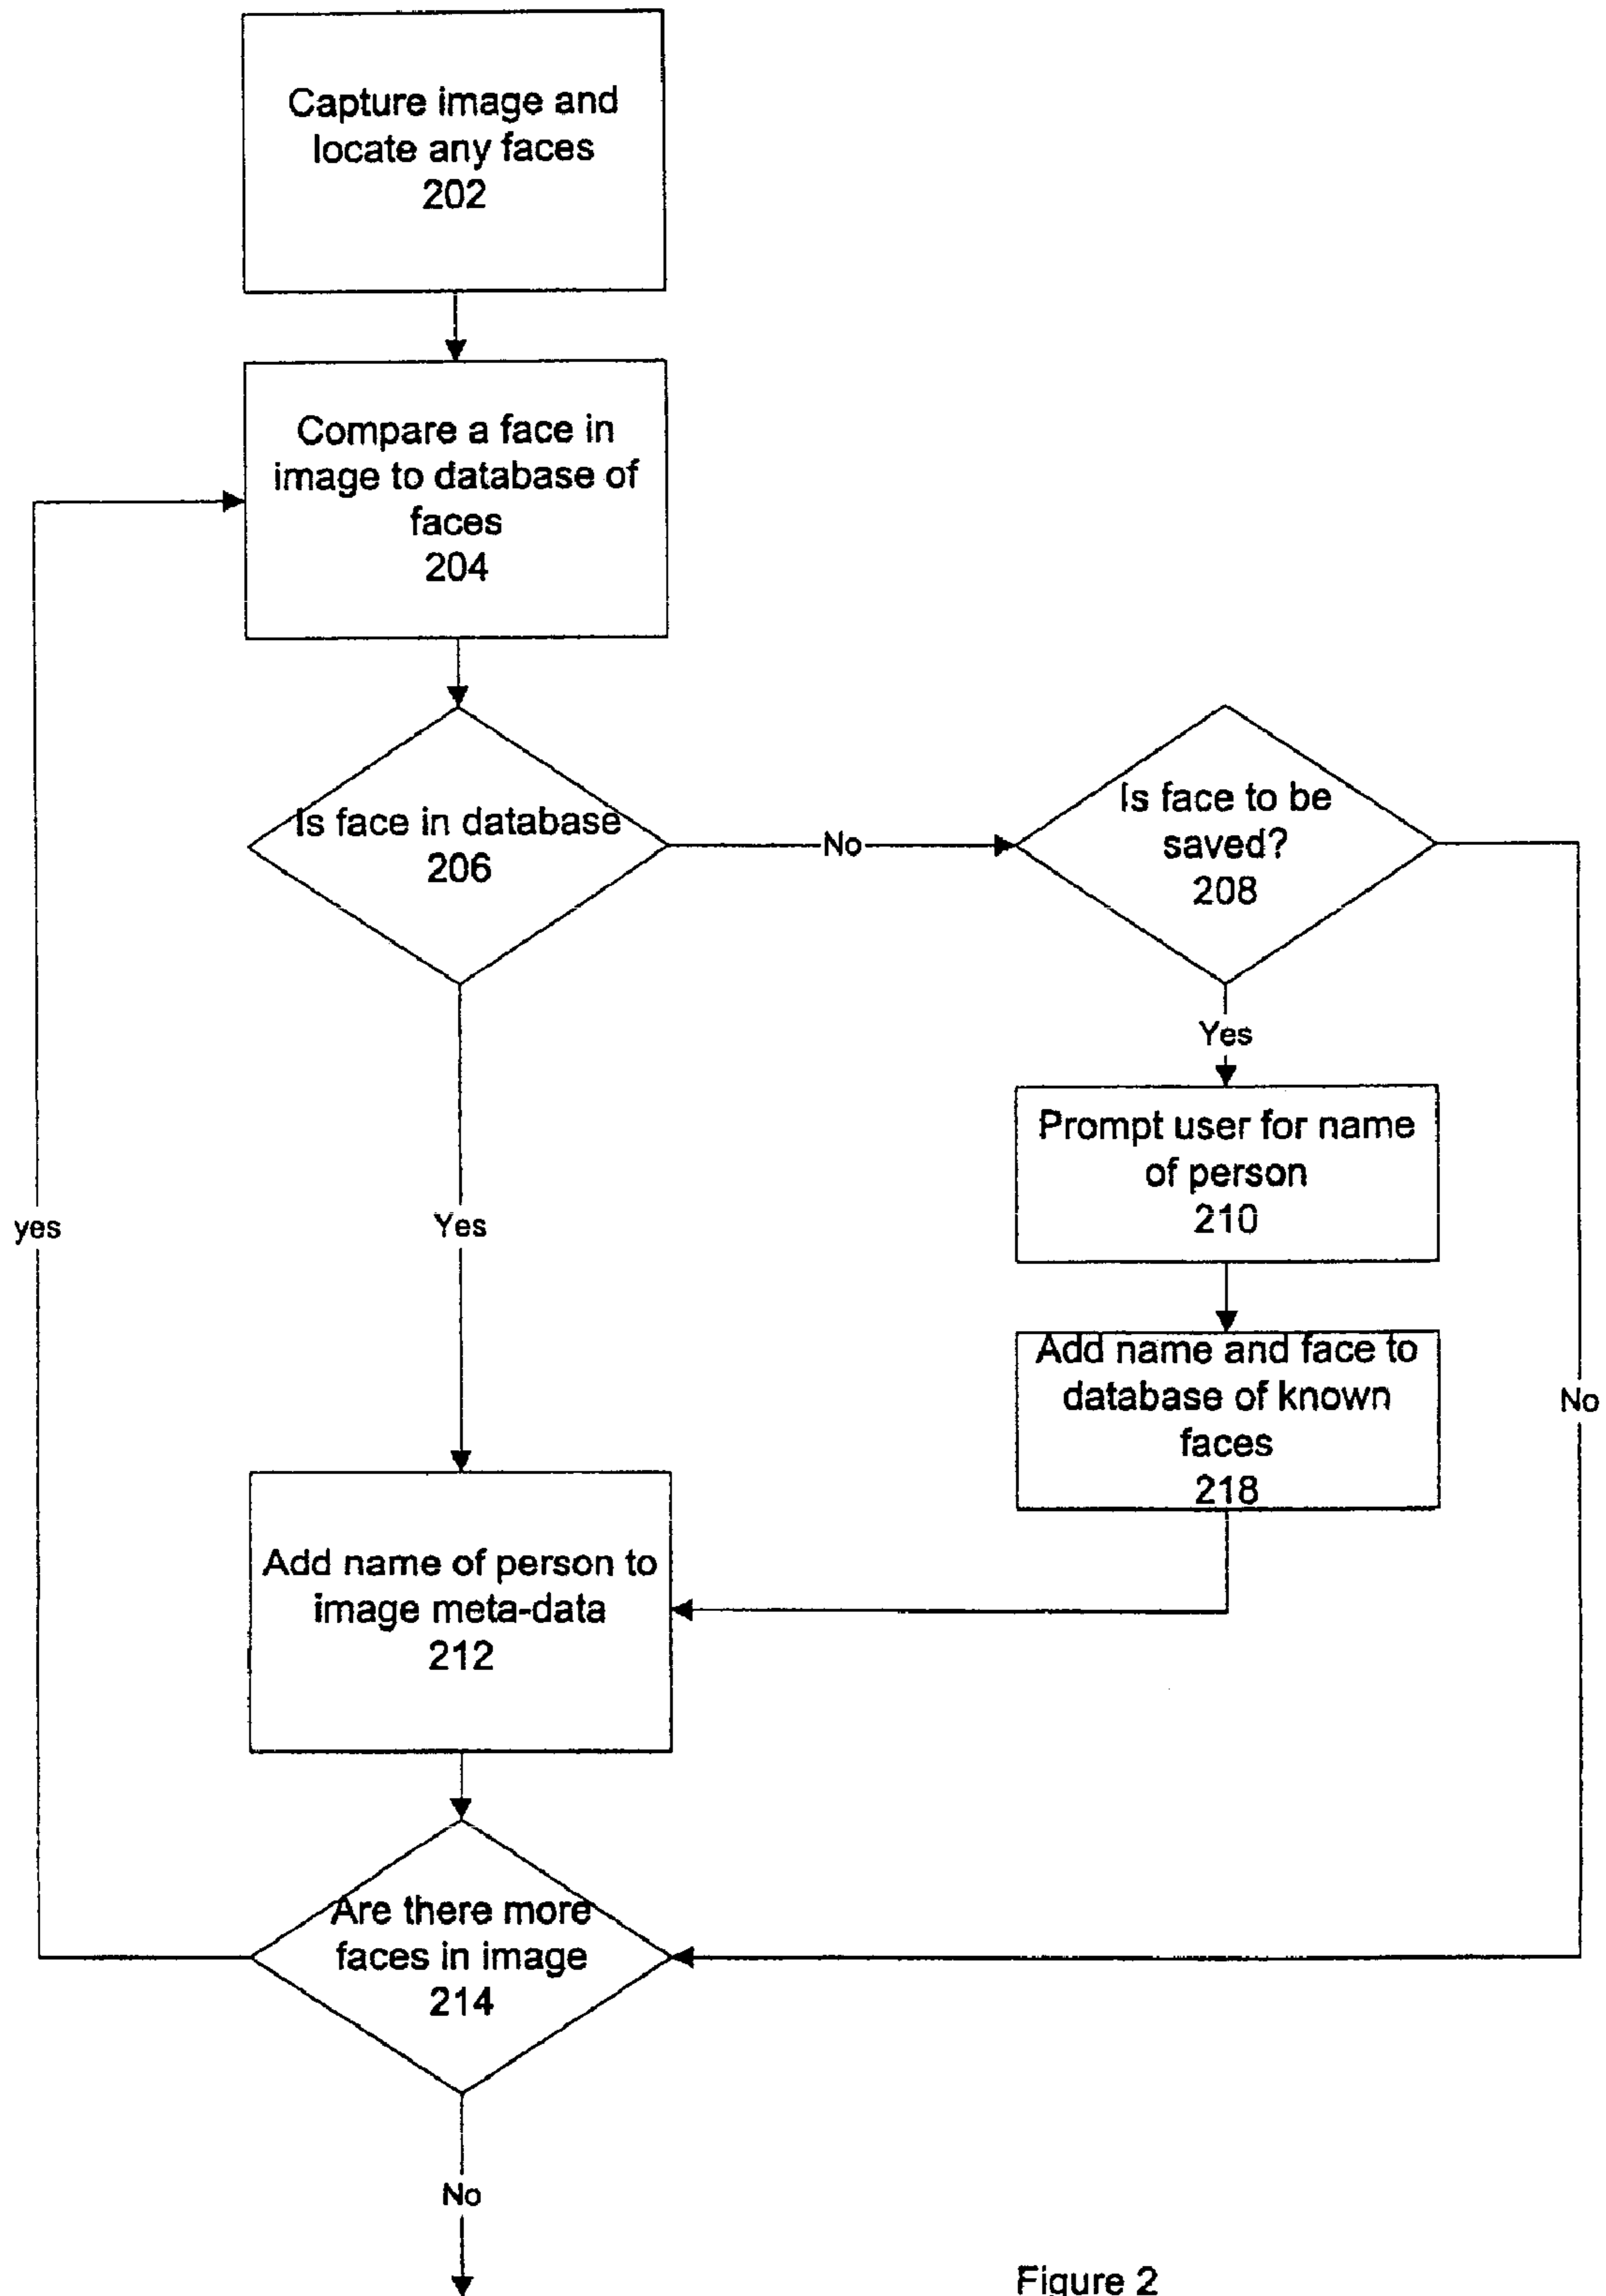 Capture image and
locate any faces
202
Compare a face in
image to database of
faces
204
Is face in database
206
No
Is face to be
saved?
208
Yes
Prompt user for name
of person
210
Add name and face to
database of known
faces
218
No
yes
Yes
Add name of person to
image meta-data
212
Are there more
faces in image
214
No
Figure 2